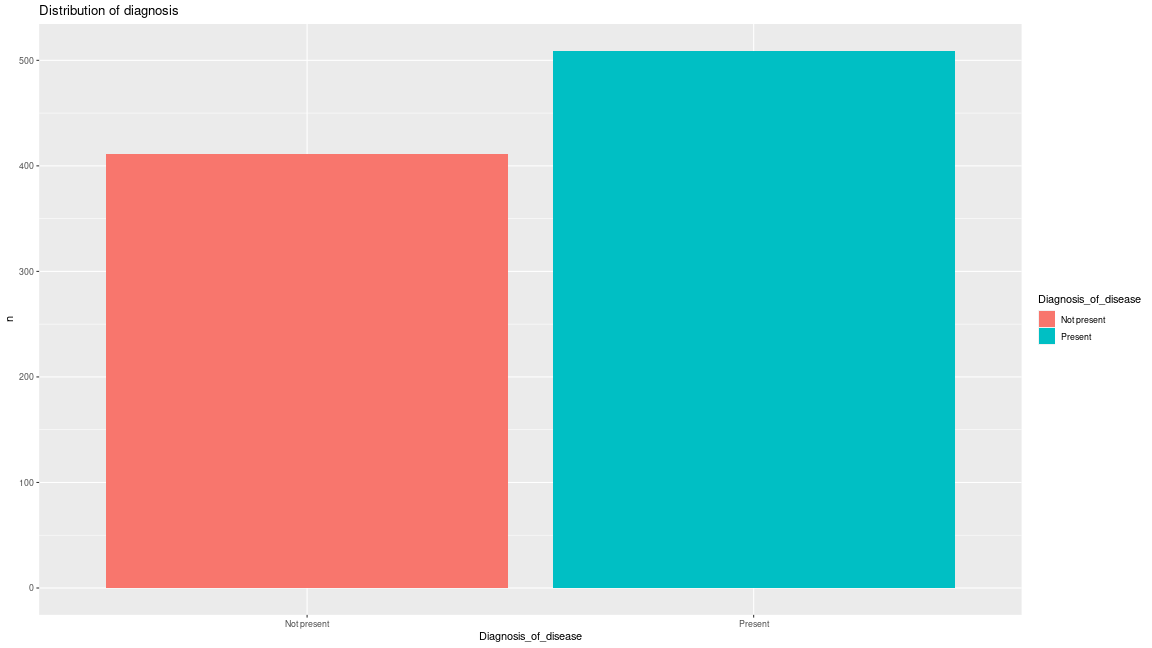 Distribution of diagnosis
500
400
300
200
100
0
n
Not present
Present
Diagnosis_of_disease
Diagnosis_of_disease
Not present
Present